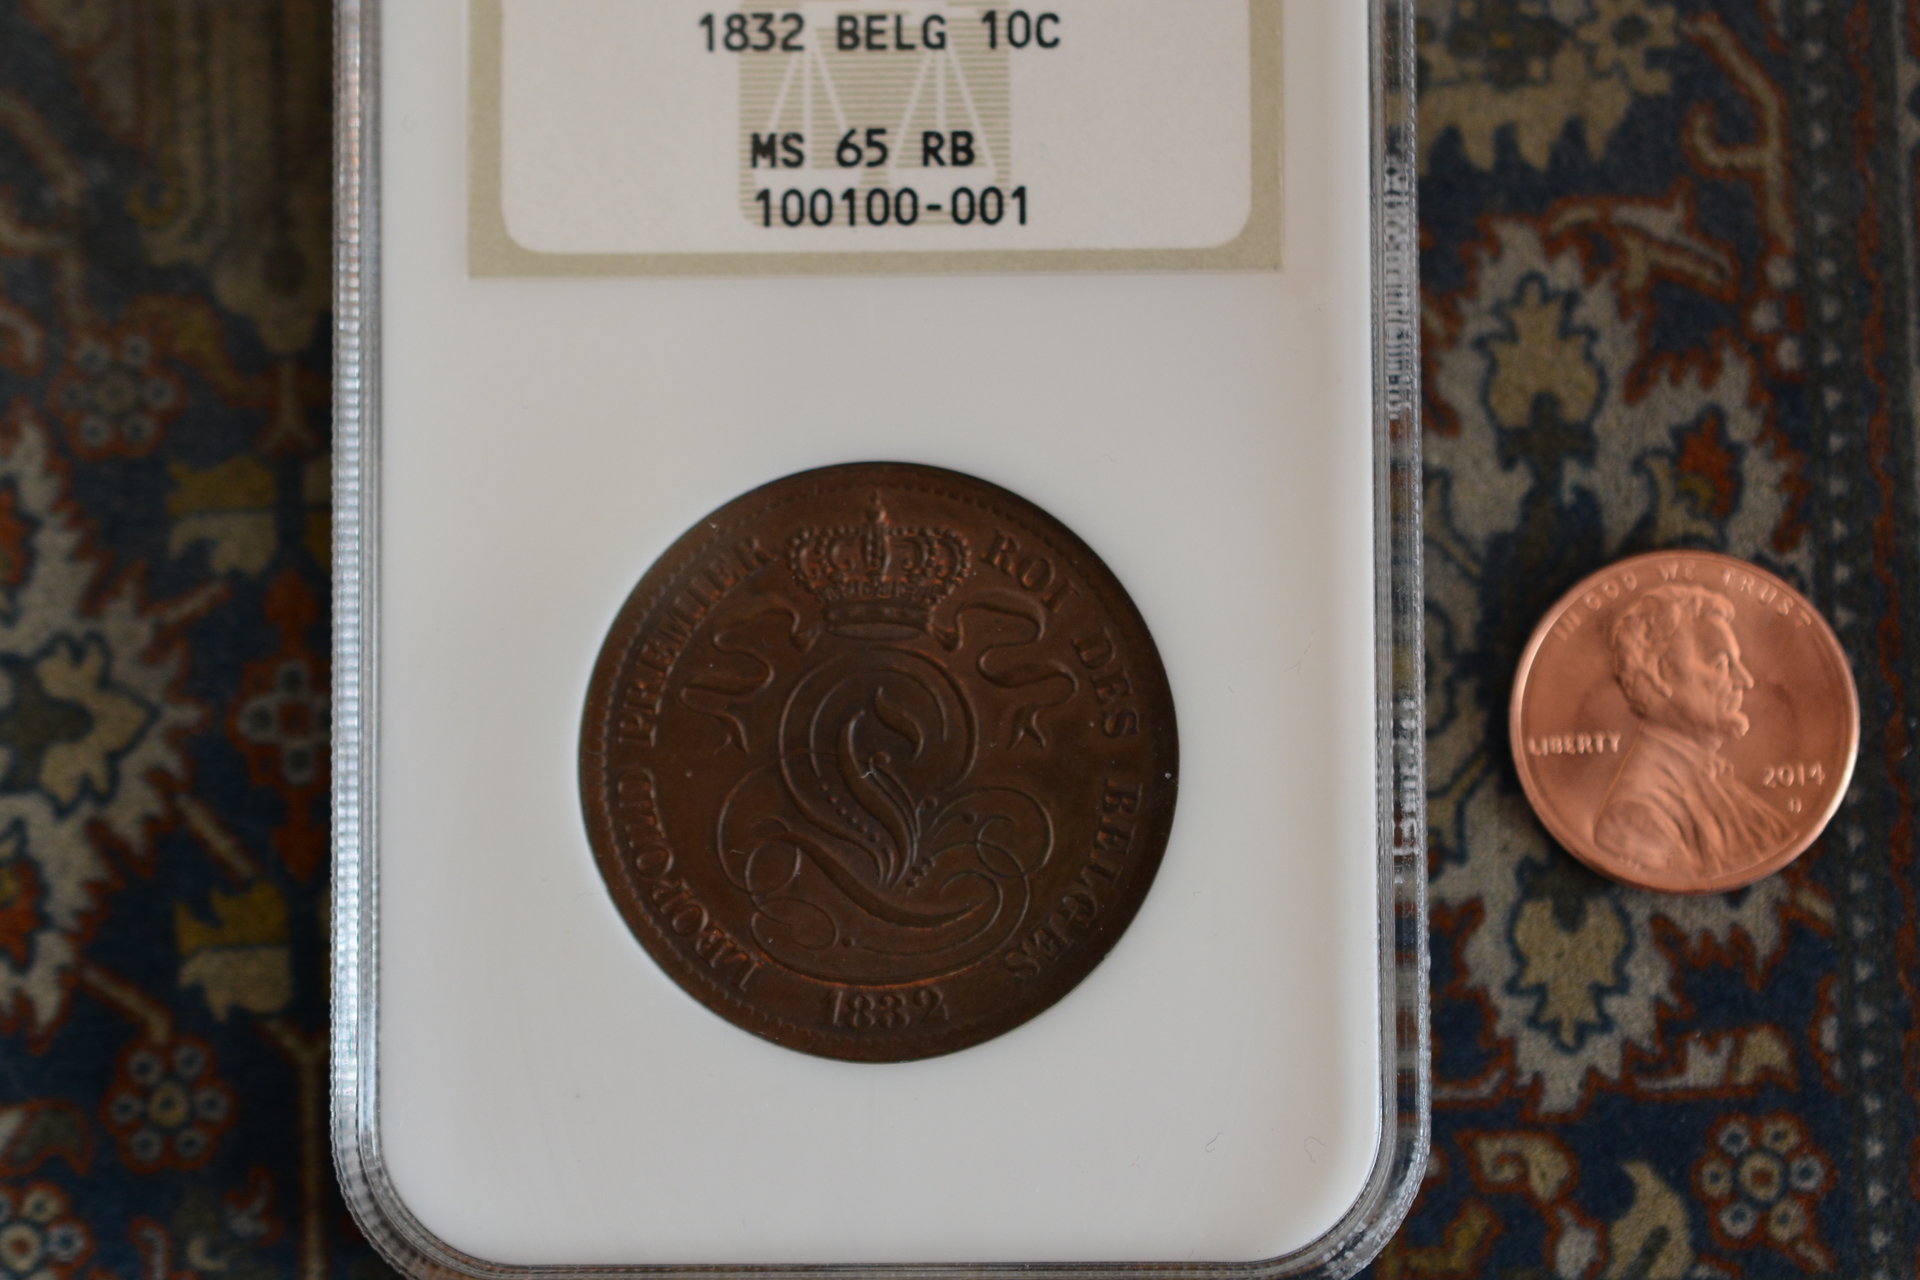 1832 BELG 10C
MS 65 RB
100100-001
LEOPOLD PREMIER ROI DES BELGES
1832
IN GOD WE TRUST
LIBERTY
2014
D